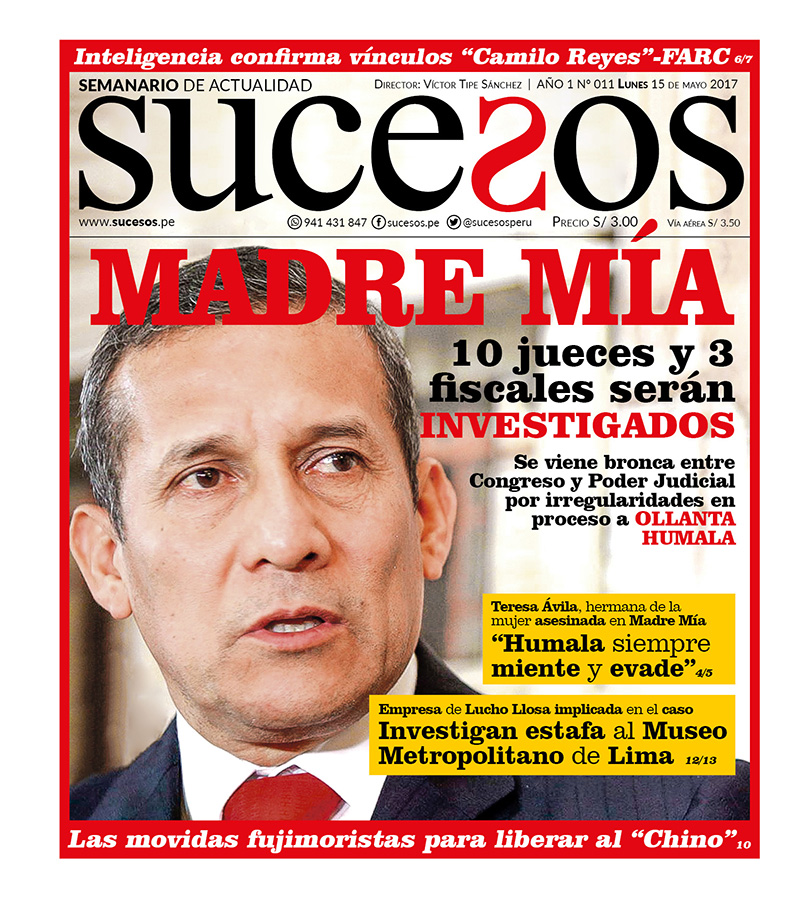 Inteligencia confirma vínculos “Camilo Reyes”-FARC 6/7
SEMANARIO DE ACTUALIDAD
DIRECTOR: VÍCTOR TIPE SÁNCHEZ | AÑO 1 Nº 011 LUNES 15 DE MAYO 2017
sucesos
www.sucesos.pe
941 431 847
sucesos.pe
@sucesosperu
PRECIO S/ 3.00
VÍA AÉREA S/ 3.50
MADRE MÍA
10 jueces y 3
fiscales serán
INVESTIGADOS
Se viene bronca entre
Congreso y Poder Judicial
por irregularidades en
proceso a OLLANTA
HUMALA
Teresa Ávila, hermana de la
mujer asesinada en Madre Mía
“Humala siempre
miente y evade” 4/5
Empresa de Lucho Llosa implicada en el caso
Investigan estafa al Museo
Metropolitano de Lima 12/13
Las movidas fujimoristas para liberar al “Chino” 10